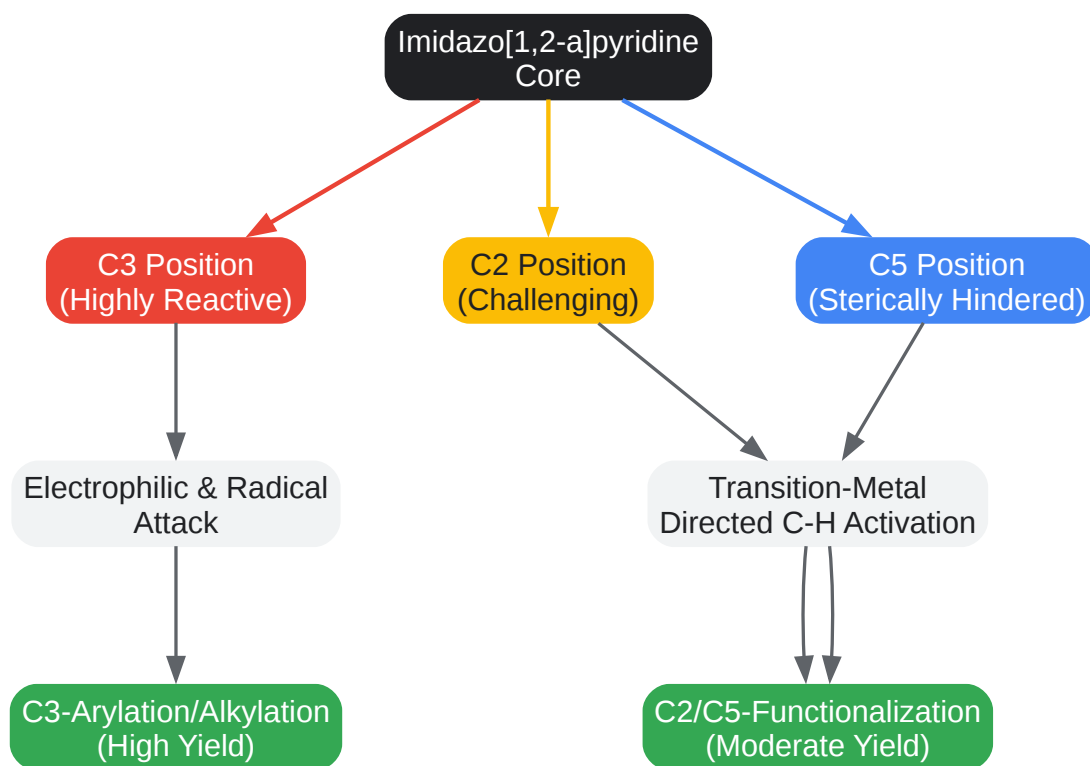 Imidazo[1,2-a]pyridine
Core
C3 Position
(Highly Reactive)
C2 Position
(Challenging)
C5 Position
(Sterically Hindered)
Electrophilic & Radical
Attack
Transition-Metal
Directed C-H Activation
C3-Arylation/Alkylation
(High Yield)
C2/C5-Functionalization
(Moderate Yield)